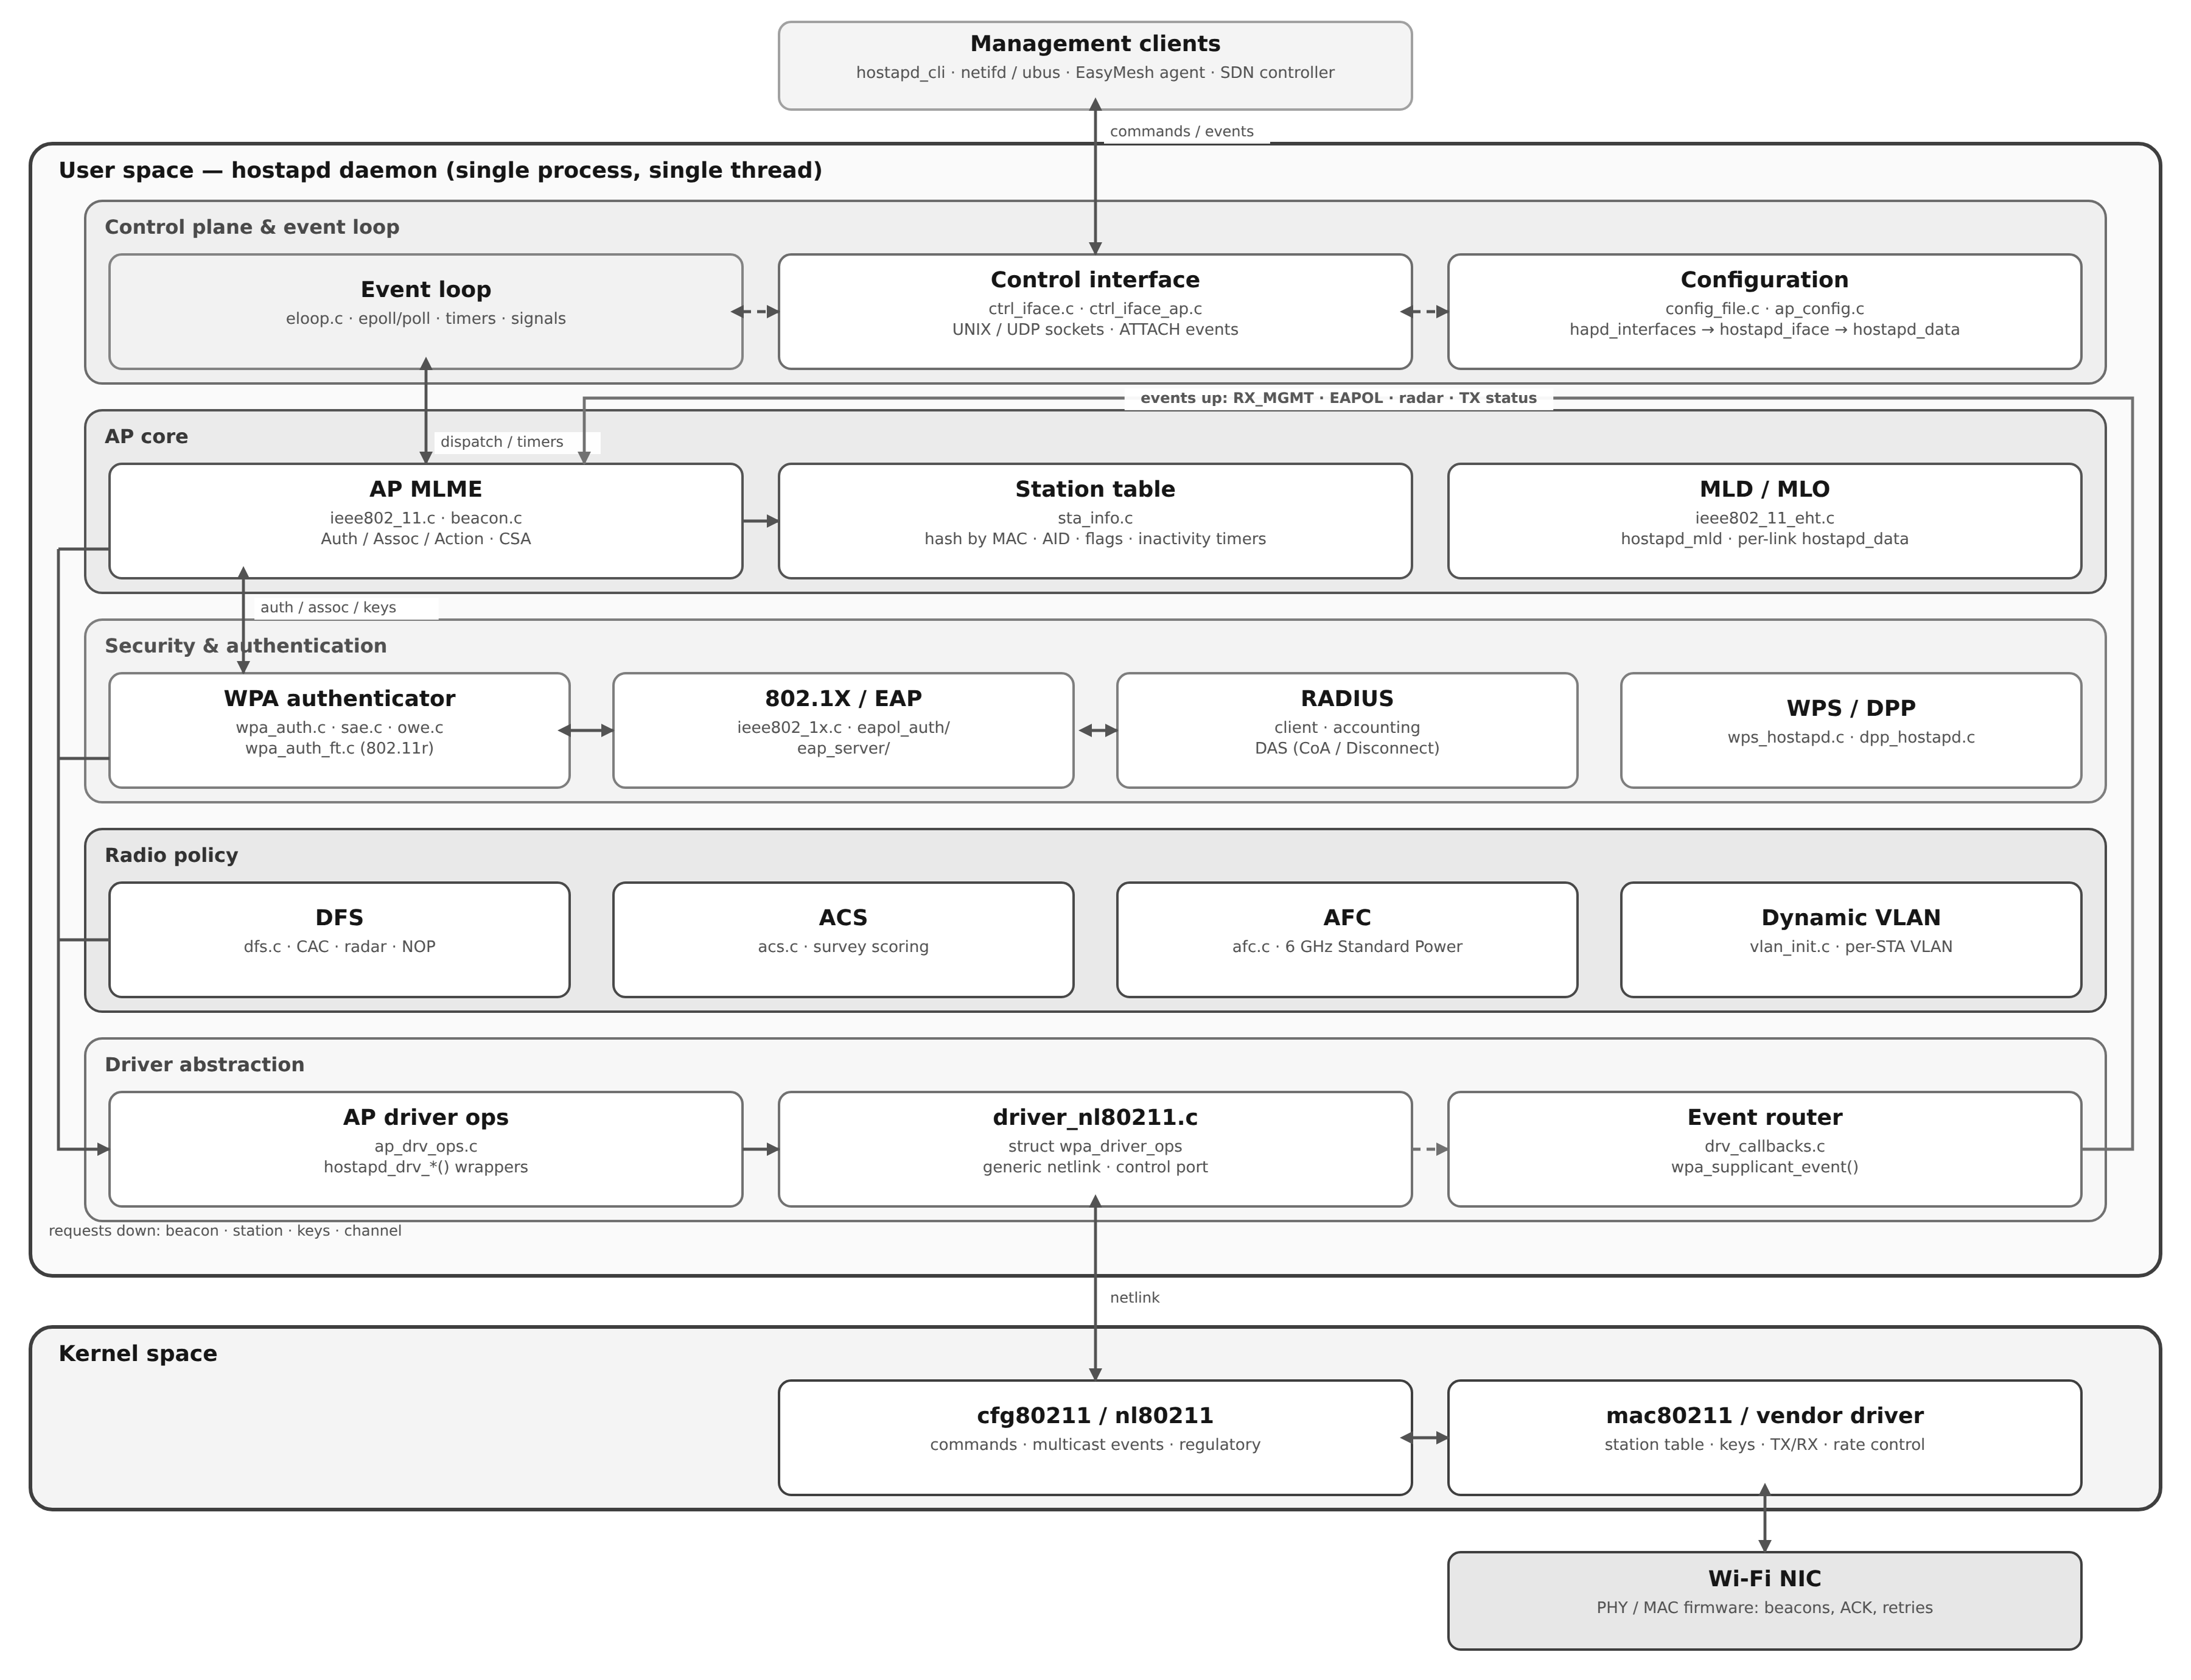 Management clients
hostapd_cli · netifd / ubus · EasyMesh agent · SDN controller
commands / events
User space — hostapd daemon (single process, single thread)
Control plane & event loop
Event loop
eloop.c · epoll/poll · timers · signals
Control interface
ctrl_iface.c · ctrl_iface_ap.c
UNIX / UDP sockets · ATTACH events
Configuration
config_file.c · ap_config.c
hapd_interfaces → hostapd_iface → hostapd_data
events up: RX_MGMT · EAPOL · radar · TX status
AP core
dispatch / timers
AP MLME
ieee802_11.c · beacon.c
Auth / Assoc / Action · CSA
Station table
sta_info.c
hash by MAC · AID · flags · inactivity timers
MLD / MLO
ieee802_11_eht.c
hostapd_mld · per-link hostapd_data
auth / assoc / keys
Security & authentication
WPA authenticator
wpa_auth.c · sae.c · owe.c
wpa_auth_ft.c (802.11r)
802.1X / EAP
ieee802_1x.c · eapol_auth/
eap_server/
RADIUS
client · accounting
DAS (CoA / Disconnect)
WPS / DPP
wps_hostapd.c · dpp_hostapd.c
Radio policy
DFS
dfs.c · CAC · radar · NOP
ACS
acs.c · survey scoring
AFC
afc.c · 6 GHz Standard Power
Dynamic VLAN
vlan_init.c · per-STA VLAN
Driver abstraction
AP driver ops
ap_drv_ops.c
hostapd_drv_*() wrappers
driver_nl80211.c
struct wpa_driver_ops
generic netlink · control port
Event router
drv_callbacks.c
wpa_supplicant_event()
requests down: beacon · station · keys · channel
netlink
Kernel space
cfg80211 / nl80211
commands · multicast events · regulatory
mac80211 / vendor driver
station table · keys · TX/RX · rate control
Wi-Fi NIC
PHY / MAC firmware: beacons, ACK, retries